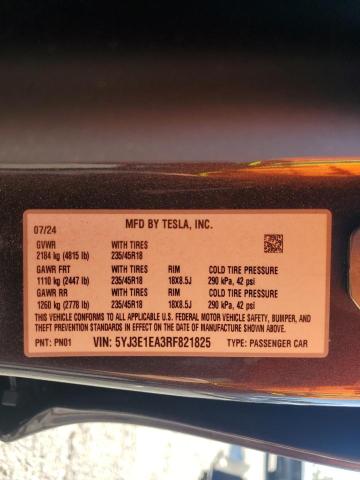 07/24 MFD BY TESLA, INC.
GVWR WITH TIRES
2184 kg (4815 lb) 235/45R18
GAWR FRT WITH TIRES RIM COLD TIRE PRESSURE
1110 kg (2447 lb) 235/45R18 18X8.5J 290 kPa, 42 psi
GAWR RR WITH TIRES RIM COLD TIRE PRESSURE
1260 kg (2778 lb) 235/45R18 18X8.5J 290 kPa, 42 psi
THIS VEHICLE CONFORMS TO ALL APPLICABLE U.S. FEDERAL MOTOR VEHICLE SAFETY, BUMPER, AND
THEFT PREVENTION STANDARDS IN EFFECT ON THE DATE OF MANUFACTURE SHOWN ABOVE.
PNT: PN01 VIN: 5YJ3E1EA3RF821825 TYPE: PASSENGER CAR